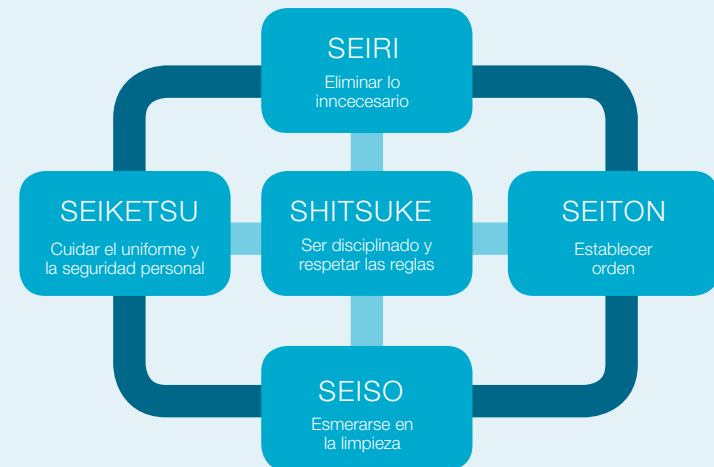 SEIRI
Eliminar lo
inncecesario
SEIKETSU
Cuidar el uniforme y
la seguridad personal
SHITSUKE
Ser disciplinado y
respetar las reglas
SEITON
Establecer
orden
SEISO
Esmerarse en
la limpieza